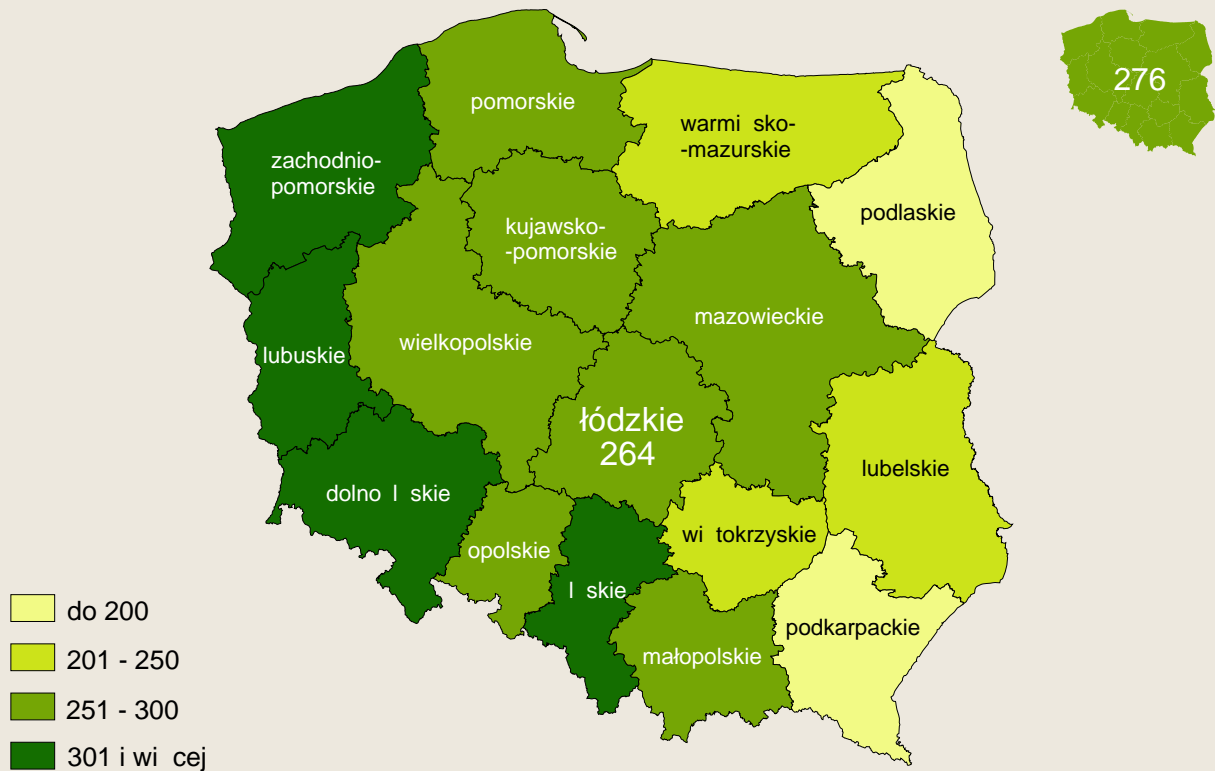 276
pomorskie
warmi sko-
-mazurskie
zachodnio-
pomorskie
podlaskie
kujawsko-
-pomorskie
mazowieckie
wielkopolskie
lubuskie
łódzkie
264
lubelskie
dolno l skie
wi tokrzyskie
opolskie
l skie
podkarpackie
małopolskie
do 200
201 - 250
251 - 300
301 i wi cej